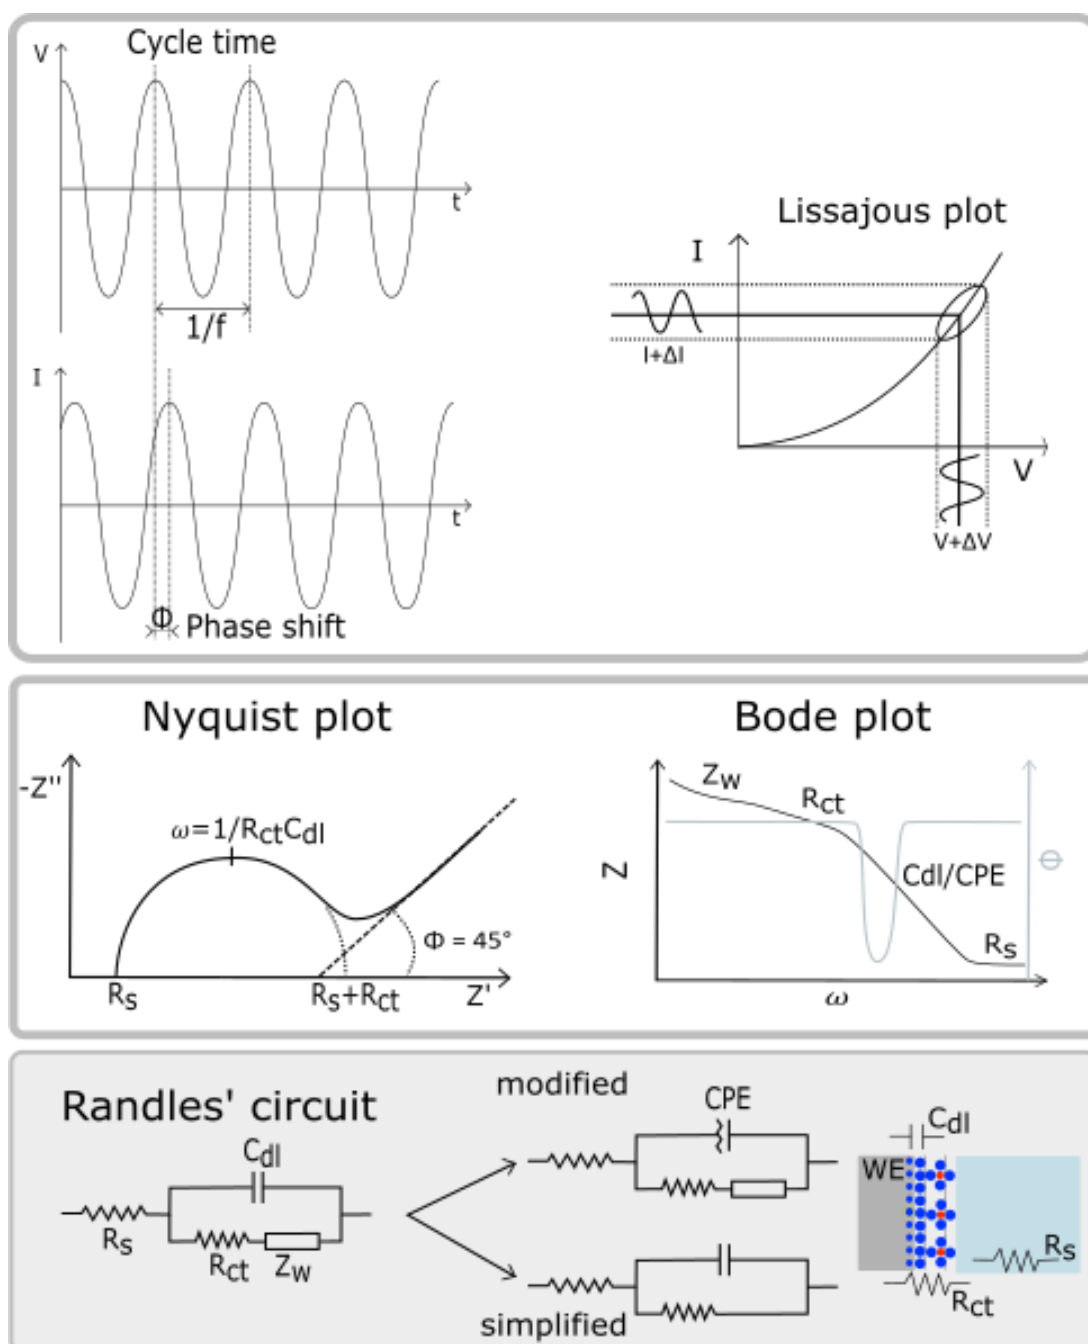 Cycle time
V
t
1/f
I
t
Φ Phase shift
Lissajous plot
I
I+ΔI
V
V+ΔV
Nyquist plot
-Z''
ω=1/RctCdl
Φ = 45°
Rs
Rs+Rct
Z'
Bode plot
Zw
Rct
Z
Cdl/CPE
Θ
Rs
ω
Randles' circuit
Cdl
Rs
Rct
Zw
modified
CPE
simplified
Cdl
WE
Rs
Rct